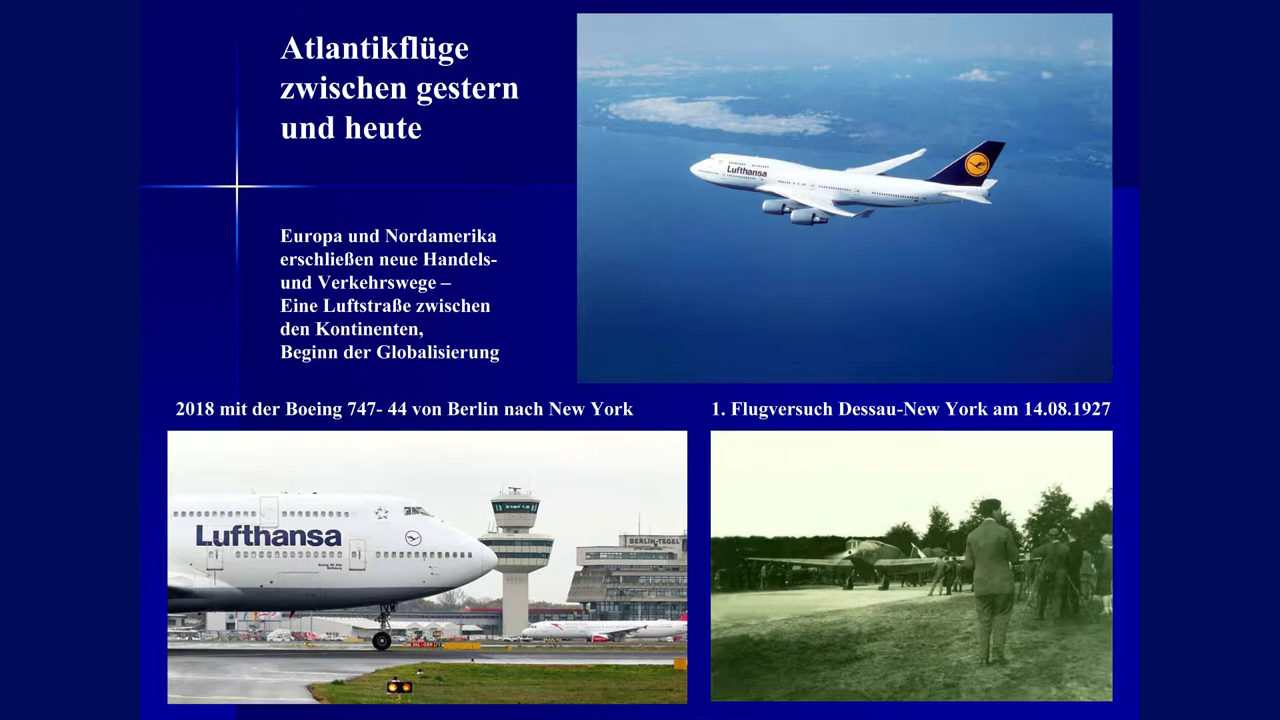 Atlantikflüge
zwischen gestern
und heute
Lufthansa
Europa und Nordamerika
erschließen neue Handels-
und Verkehrswege –
Eine Luftstraße zwischen
den Kontinenten,
Beginn der Globalisierung
2018 mit der Boeing 747- 44 von Berlin nach New York
1. Flugversuch Dessau-New York am 14.08.1927
Lufthansa
BERLIN-TEGEL